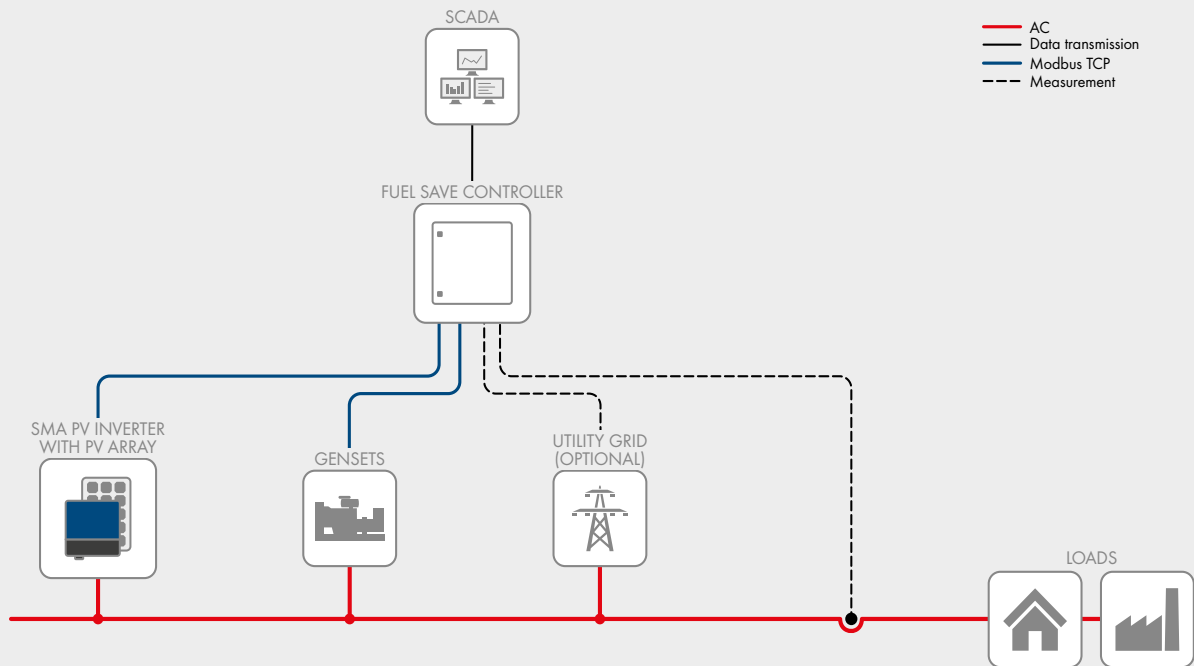 SCADA
AC
Data transmission
Modbus TCP
Measurement
FUEL SAVE CONTROLLER
SMA PV INVERTER
WITH PV ARRAY
GENSETS
UTILITY GRID
(OPTIONAL)
LOADS